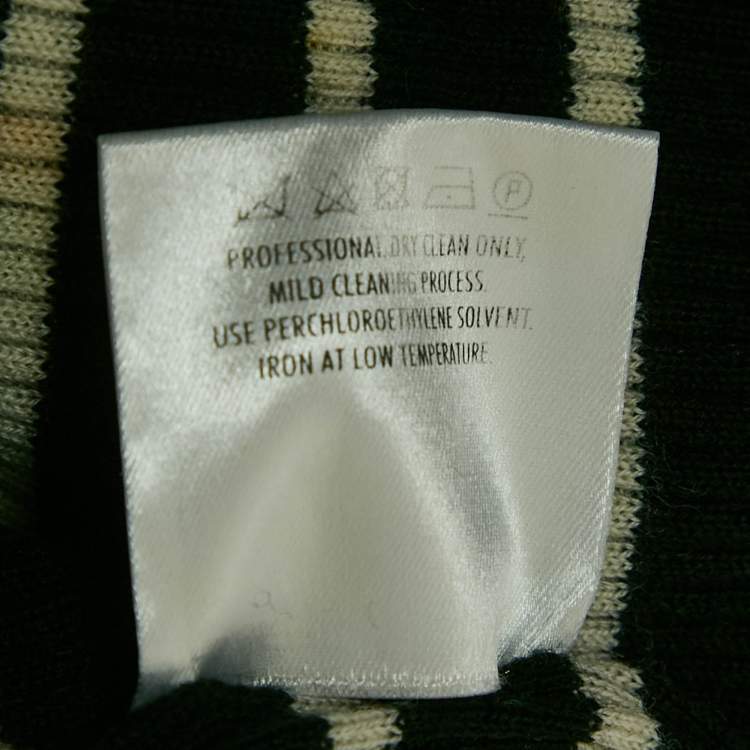 P
PROFESSIONAL DRY CLEAN ONLY,
MILD CLEANING PROCESS.
USE PERCHLOROETHYLENE SOLVENT.
IRON AT LOW TEMPERATURE.